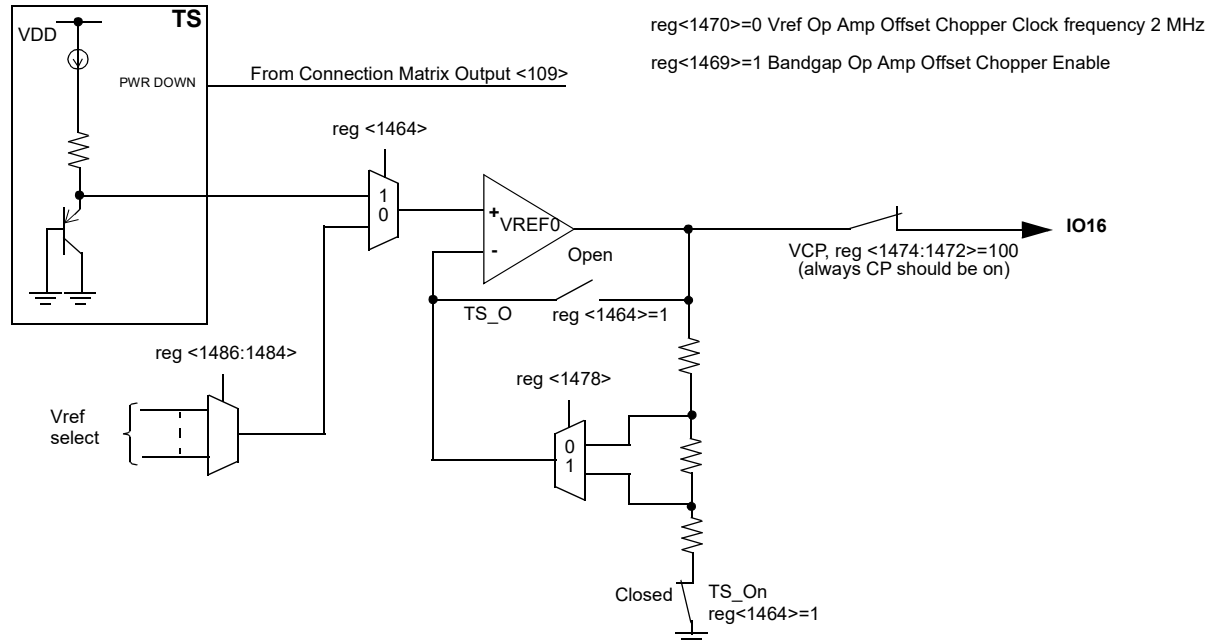 TS
VDD
PWR DOWN
From Connection Matrix Output <109>
reg<1470>=0 Vref Op Amp Offset Chopper Clock frequency 2 MHz
reg<1469>=1 Bandgap Op Amp Offset Chopper Enable
reg <1464>
1
0
+
VREF0
-
Open
TS_O
reg <1464>=1
IO16
VCP, reg <1474:1472>=100
(always CP should be on)
reg <1486:1484>
Vref
select
reg <1478>
0
1
Closed
TS_On
reg<1464>=1